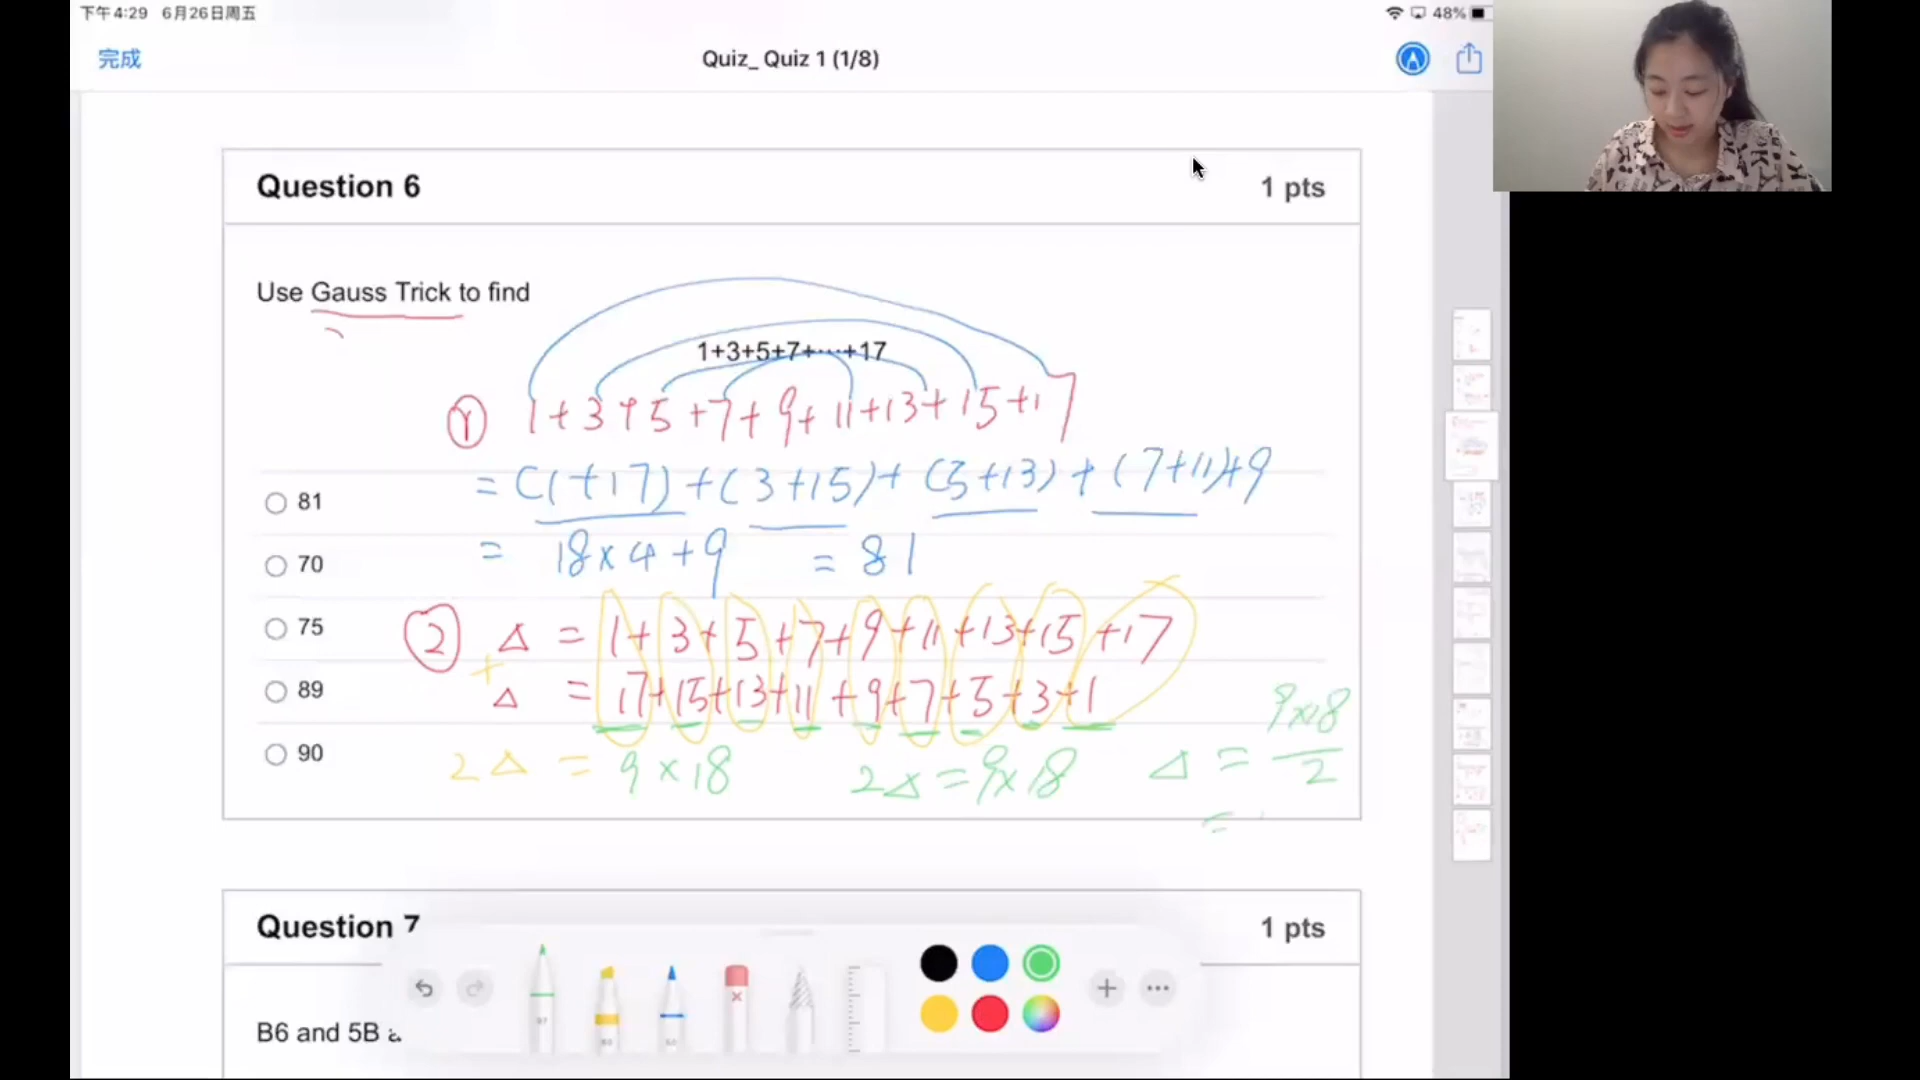 下午4:29 6月26日周五
48%
完成
Quiz_ Quiz 1 (1/8)
Question 6
1 pts
Use Gauss Trick to find
1+3+5+7+⋯+17
① 1+3+5+7+9+11+13+15+17
= (1+17)+(3+15)+(5+13)+(7+11)+9
= 18×4+9 = 81
② △ = 1+3+5+7+9+11+13+15+17
+
△ = 17+15+13+11+9+7+5+3+1
2△ = 9×18 2△=9×18 △ = 9×18/2
=
81
70
75
89
90
Question 7
1 pts
B6 and 5B